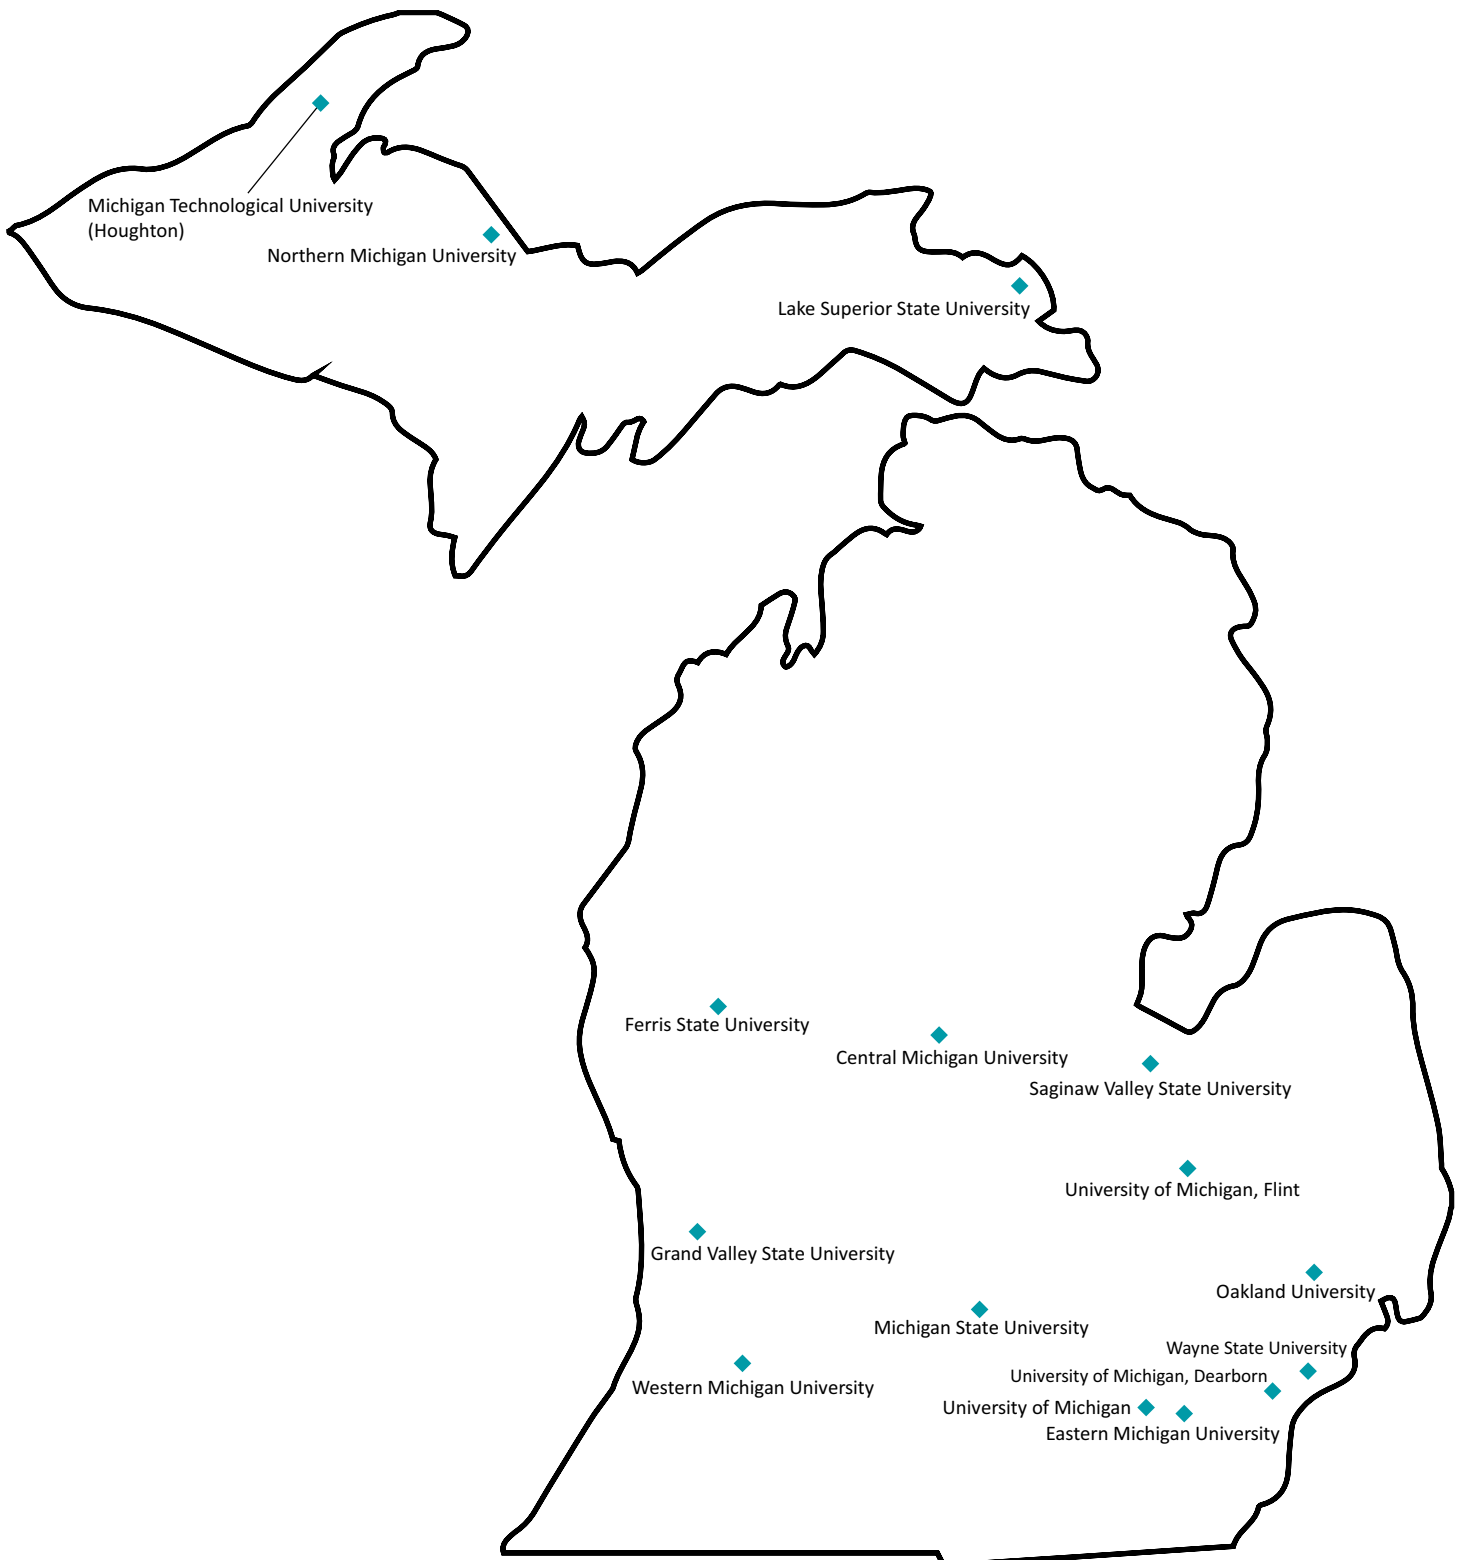 Michigan Technological University
(Houghton)
Northern Michigan University
Lake Superior State University
Ferris State University
Central Michigan University
Saginaw Valley State University
University of Michigan, Flint
Grand Valley State University
Oakland University
Michigan State University
Wayne State University
University of Michigan, Dearborn
Western Michigan University
University of Michigan
Eastern Michigan University